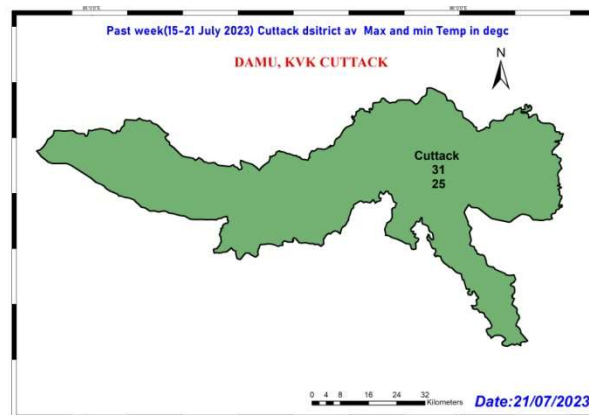 Past week(15-21 July 2023) Cuttack dsitrict av Max and min Temp in degc
DAMU, KVK CUTTACK
N
Cuttack
31
25
0 4 8 16 24 32
Kilometers
Date:21/07/2023